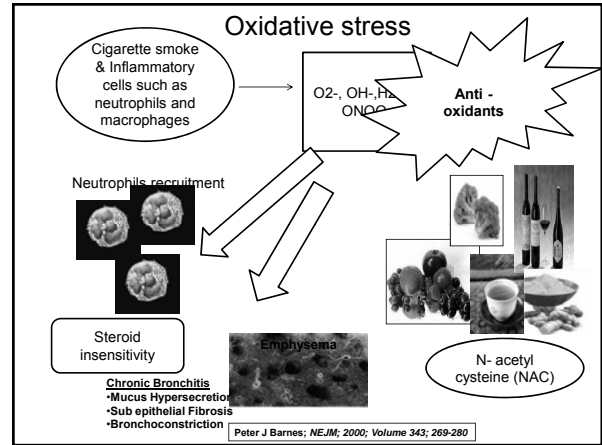 Oxidative stress
Cigarette smoke
& Inflammatory
cells such as
neutrophils and
macrophages
O2-, OH-,H2
ONOO
Anti -
oxidants
Neutrophils recruitment
Steroid
insensitivity
Emphysema
Chronic Bronchitis
•Mucus Hypersecretion
•Sub epithelial Fibrosis
•Bronchoconstriction
N- acetyl
cysteine (NAC)
Peter J Barnes; NEJM; 2000; Volume 343; 269-280